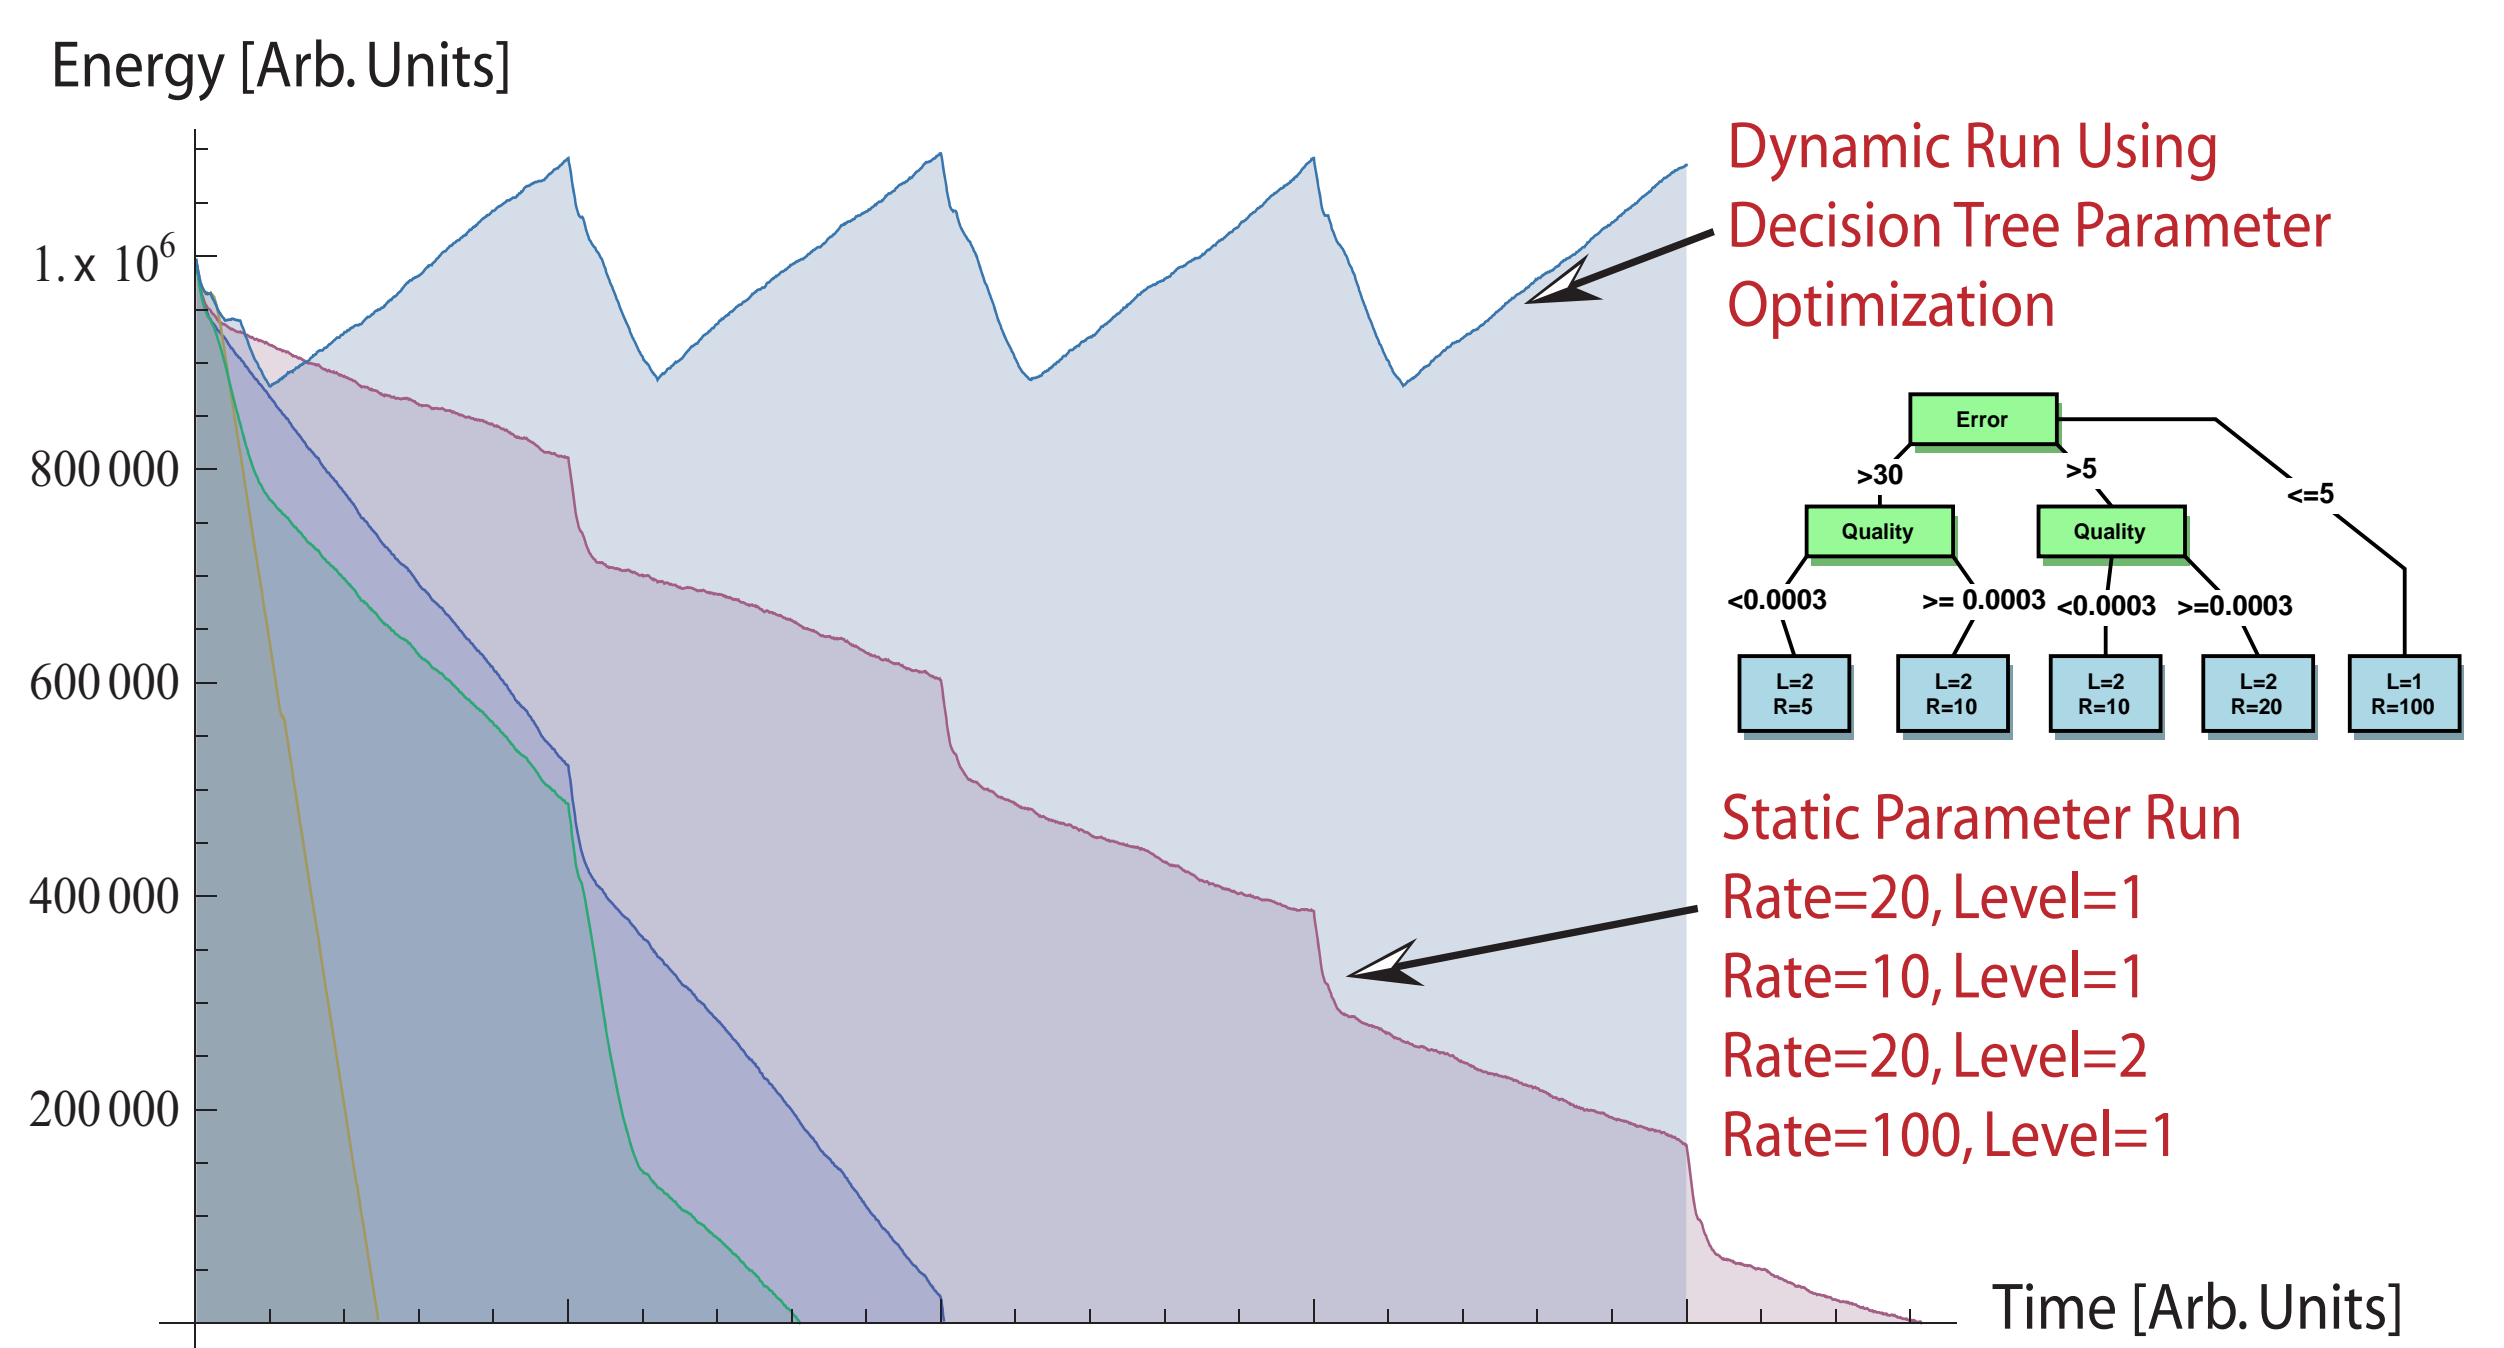 Energy [Arb. Units]
1. x 10⁶
800 000
600 000
400 000
200 000
Time [Arb. Units]
Dynamic Run Using
Decision Tree Parameter
Optimization
Error
>30
>5
<=5
Quality
Quality
<0.0003
>= 0.0003
<0.0003
>=0.0003
L=2
R=5
L=2
R=10
L=2
R=10
L=2
R=20
L=1
R=100
Static Parameter Run
Rate=20, Level=1
Rate=10, Level=1
Rate=20, Level=2
Rate=100, Level=1